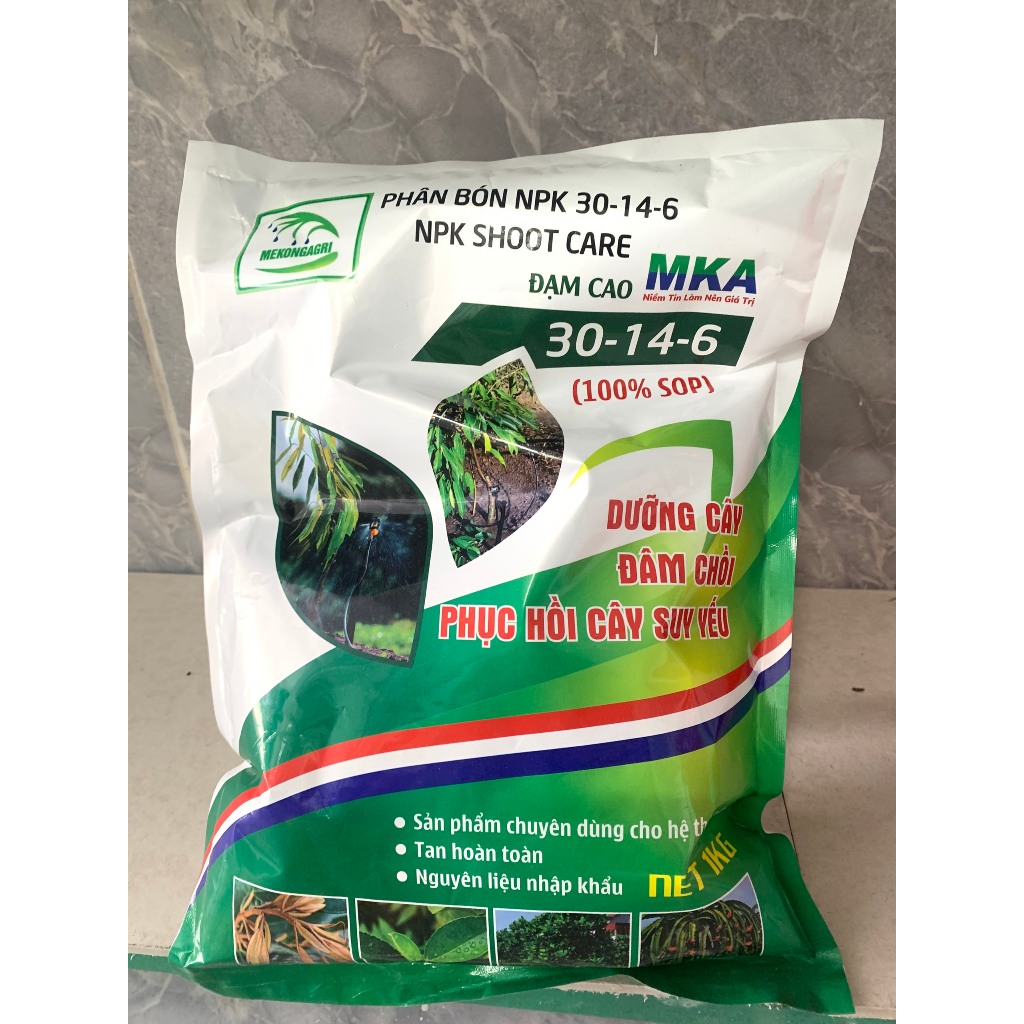 MEKONGAGRI
PHÂN BÓN NPK 30-14-6
NPK SHOOT CARE
ĐẠM CAO
MKA
Niềm Tin Làm Nên Giá Trị
30-14-6
(100% SOP)
DƯỠNG CÂY
ĐÂM CHỒI
PHỤC HỒI CÂY SUY YẾU
• Sản phẩm chuyên dùng cho hệ
• Tan hoàn toàn
• Nguyên liệu nhập khẩu
NET 1KG